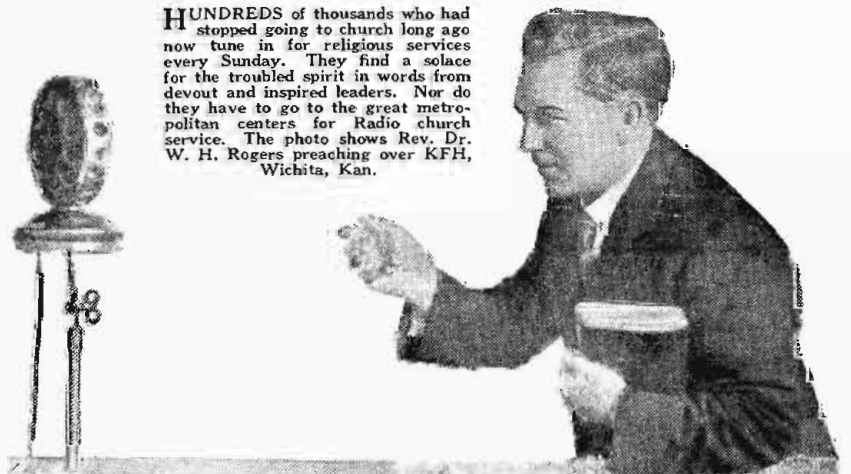 HUNDREDS of thousands who had
stopped going to church long ago
now tune in for religious services
every Sunday. They find a solace
for the troubled spirit in words from
devout and inspired leaders. Nor do
they have to go to the great metro-
politan centers for Radio church
service. The photo shows Rev. Dr.
W. H. Rogers preaching over KFH,
Wichita, Kan.